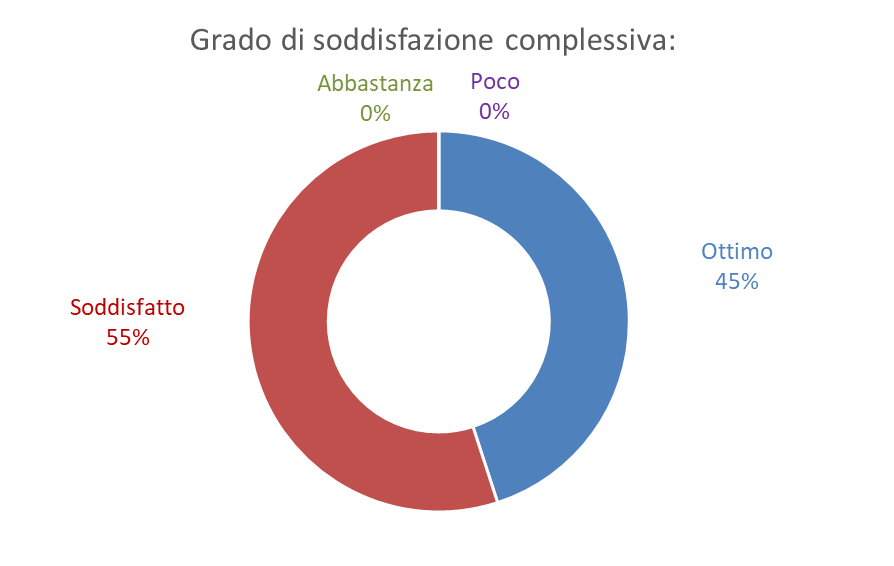 Grado di soddisfazione complessiva:
Abbastanza
0%
Poco
0%
Ottimo
45%
Soddisfatto
55%